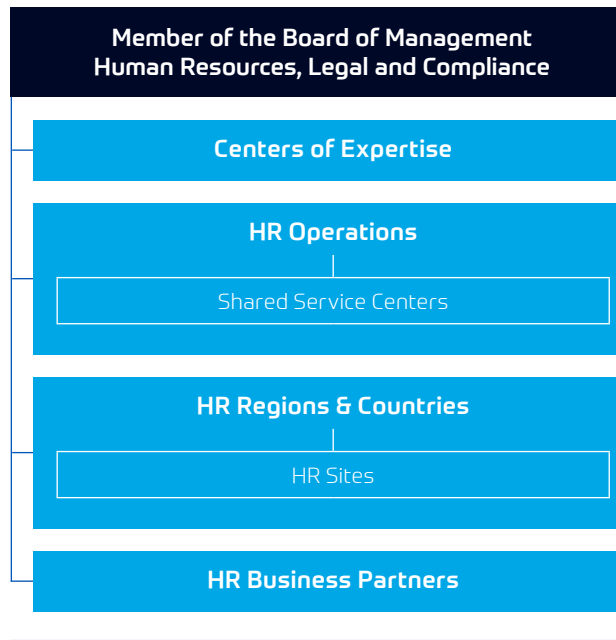 Member of the Board of Management
Human Resources, Legal and Compliance
Centers of Expertise
HR Operations
Shared Service Centers
HR Regions & Countries
HR Sites
HR Business Partners